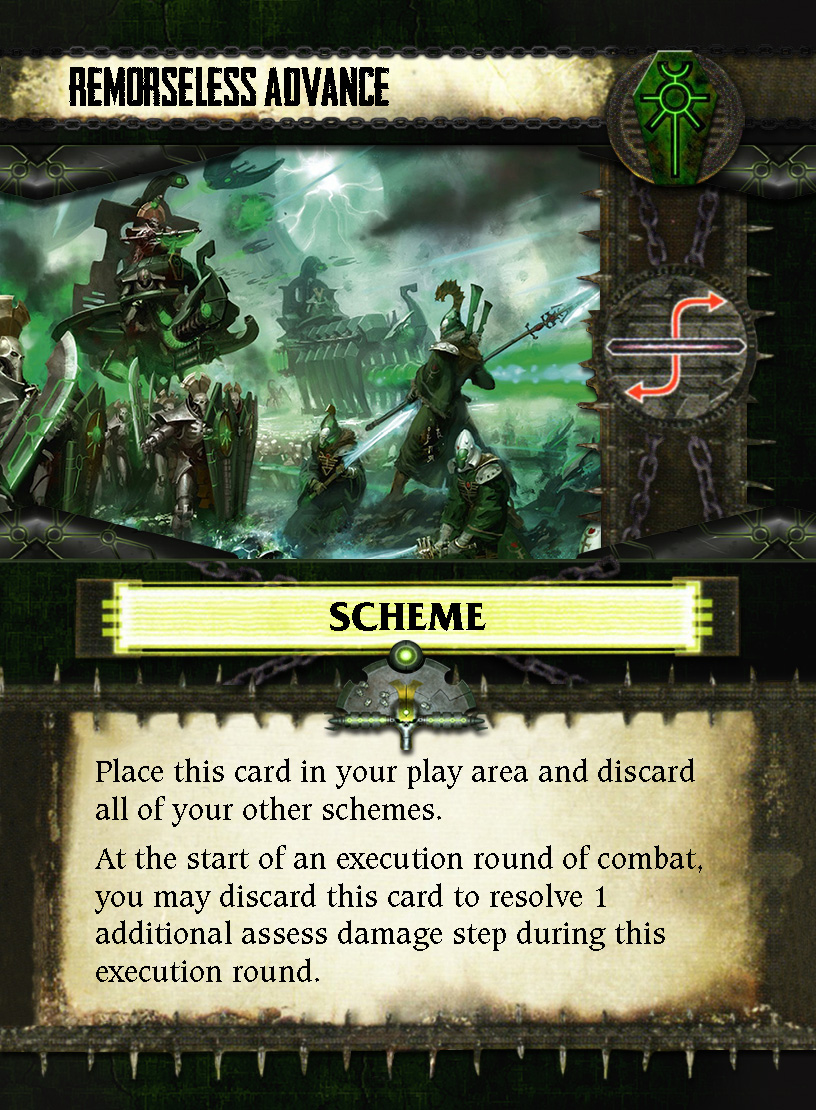 REMORSELESS ADVANCE
SCHEME
Place this card in your play area and discard
all of your other schemes.
At the start of an execution round of combat,
you may discard this card to resolve 1
additional assess damage step during this
execution round.